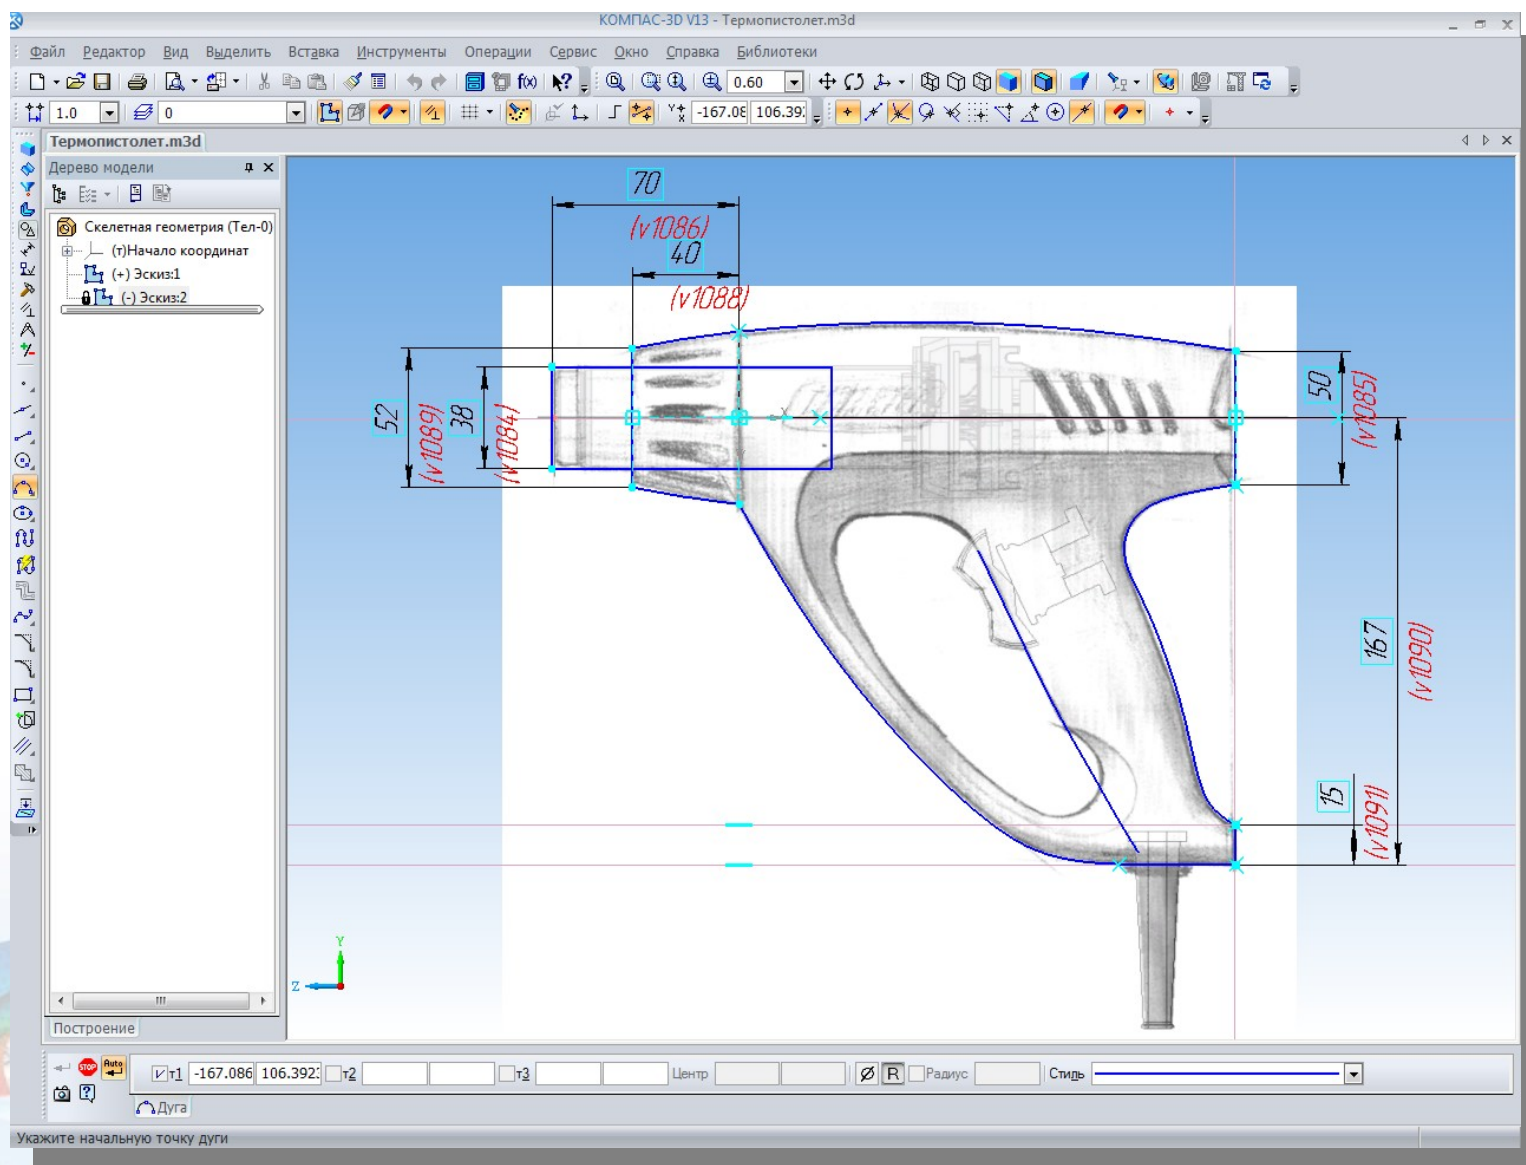 КОМПАС-3D V13 - Термопистолет.m3d
Файл Редактор Вид Выделить Вставка Инструменты Операции Сервис Окно Справка Библиотеки
f(x) 0.60
1.0 0 -167.08 106.39
Термопистолет.m3d
Дерево модели
Скелетная геометрия (Тел-0)
(т)Начало координат
(+) Эскиз:1
(-) Эскиз:2
Построение
70
(v1086)
40
(v1088)
52
(v1089)
38
(v1084)
50
(v1085)
167
(v1090)
15
(v1091)
Y
Z
STOP Auto т1 -167.086 106.392 т2 т3 Центр R Радиус Стиль
Дуга
Укажите начальную точку дуги